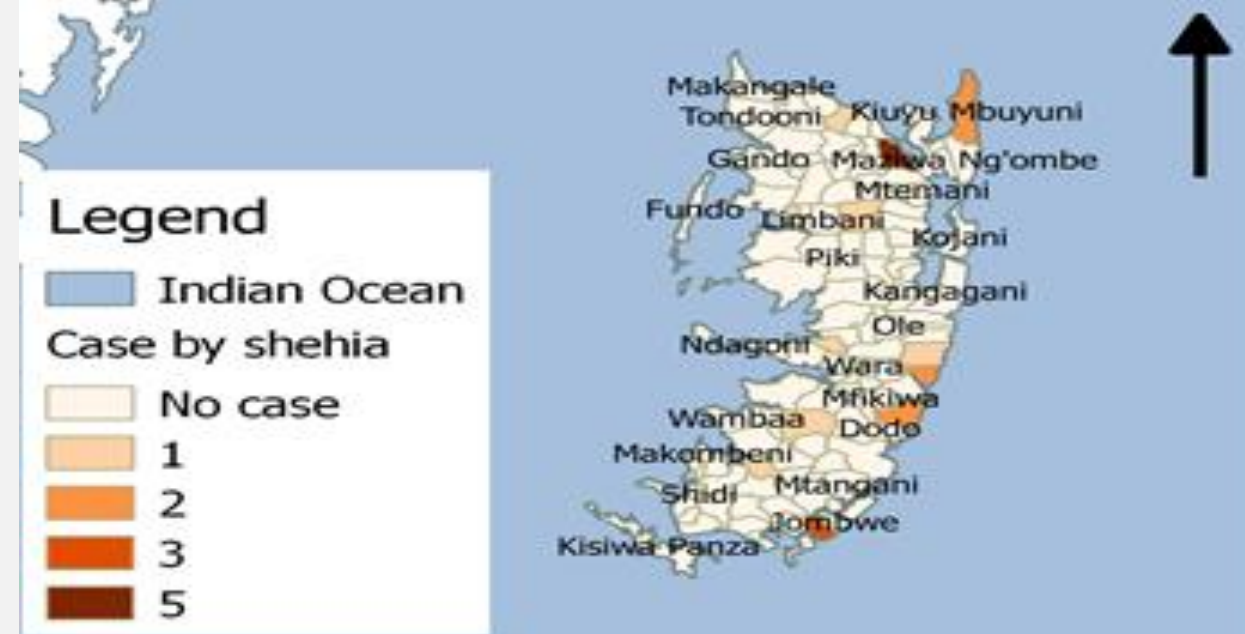 Legend
Indian Ocean
Case by shehia
No case
1
2
3
5
Makangale
Tondooni
Kiuyu Mbuyuni
Gando
Maziwa Ng'ombe
Mtemani
Fundo
Limbani
Kojani
Piki
Kangagani
Ole
Ndagoni
Wara
Mfikiwa
Wambaa
Dodo
Makombeni
Mtangani
Shidi
Jombwe
Kisiwa Panza